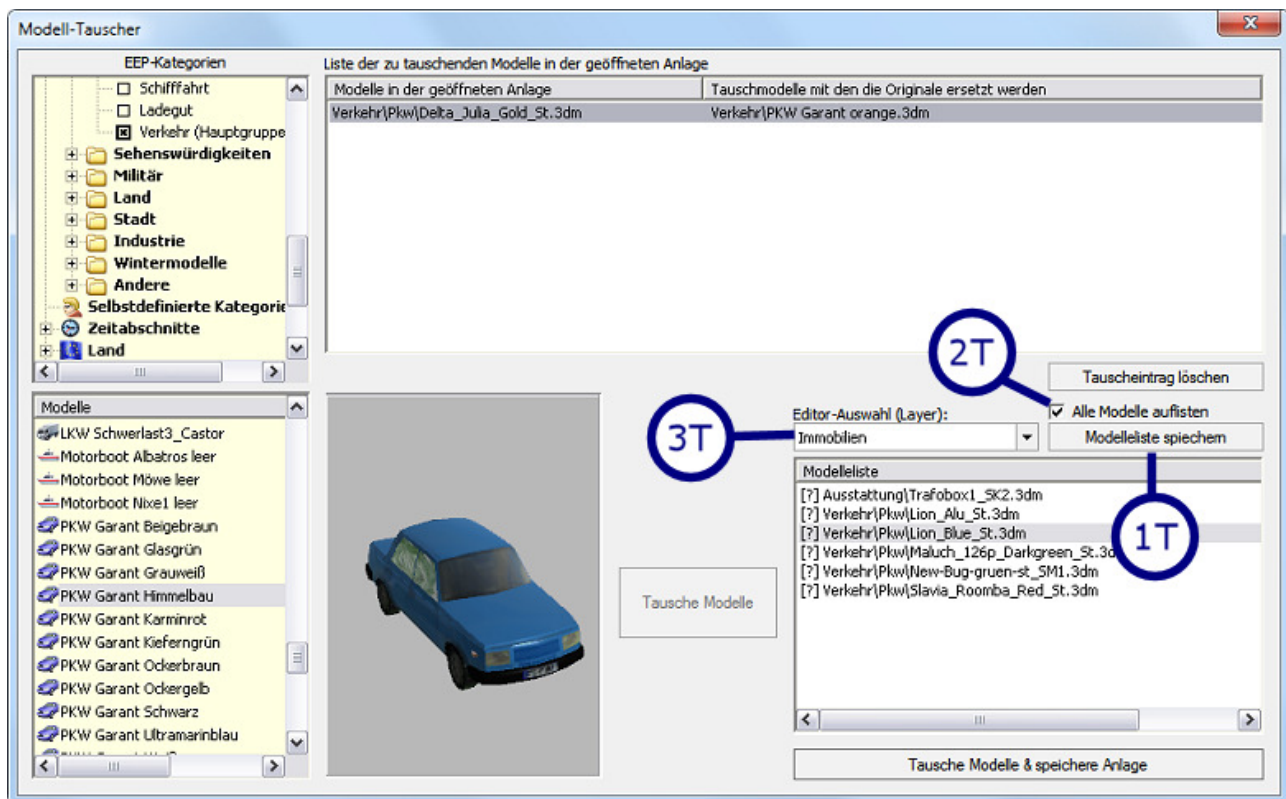 Modell-Tauscher
EEP-Kategorien
Schifffahrt
Ladegut
Verkehr (Hauptgruppe
Sehenswürdigkeiten
Militär
Land
Stadt
Industrie
Wintermodelle
Andere
Selbstdefinierte Kategorie
Zeitabschnitte
Land
Liste der zu tauschenden Modelle in der geöffneten Anlage
Modelle in der geöffneten Anlage Tauschmodelle mit den die Originale ersetzt werden
Verkehr\Pkw\Delta_Julia_Gold_St.3dm Verkehr\PKW Garant orange.3dm
2T
Tauscheintrag löschen
Alle Modelle auflisten
Editor-Auswahl (Layer):
3T
Immobilien
Modelleliste spiechern
Modelle
LKW Schwerlast3_Castor
Motorboot Albatros leer
Motorboot Möwe leer
Motorboot Nixe1 leer
PKW Garant Beigebraun
PKW Garant Glasgrün
PKW Garant Grauweiß
PKW Garant Himmelbau
PKW Garant Karminrot
PKW Garant Kieferngrün
PKW Garant Ockerbraun
PKW Garant Ockergelb
PKW Garant Schwarz
PKW Garant Ultramarinblau
Tausche Modelle
Modelleliste
[?] Ausstattung\Trafobox1_SK2.3dm
[?] Verkehr\Pkw\Lion_Alu_St.3dm
[?] Verkehr\Pkw\Lion_Blue_St.3dm
[?] Verkehr\Pkw\Maluch_126p_Darkgreen_St.3d
[?] Verkehr\Pkw\New-Bug-gruen-st_SM1.3dm
[?] Verkehr\Pkw\Slavia_Roomba_Red_St.3dm
1T
Tausche Modelle & speichere Anlage